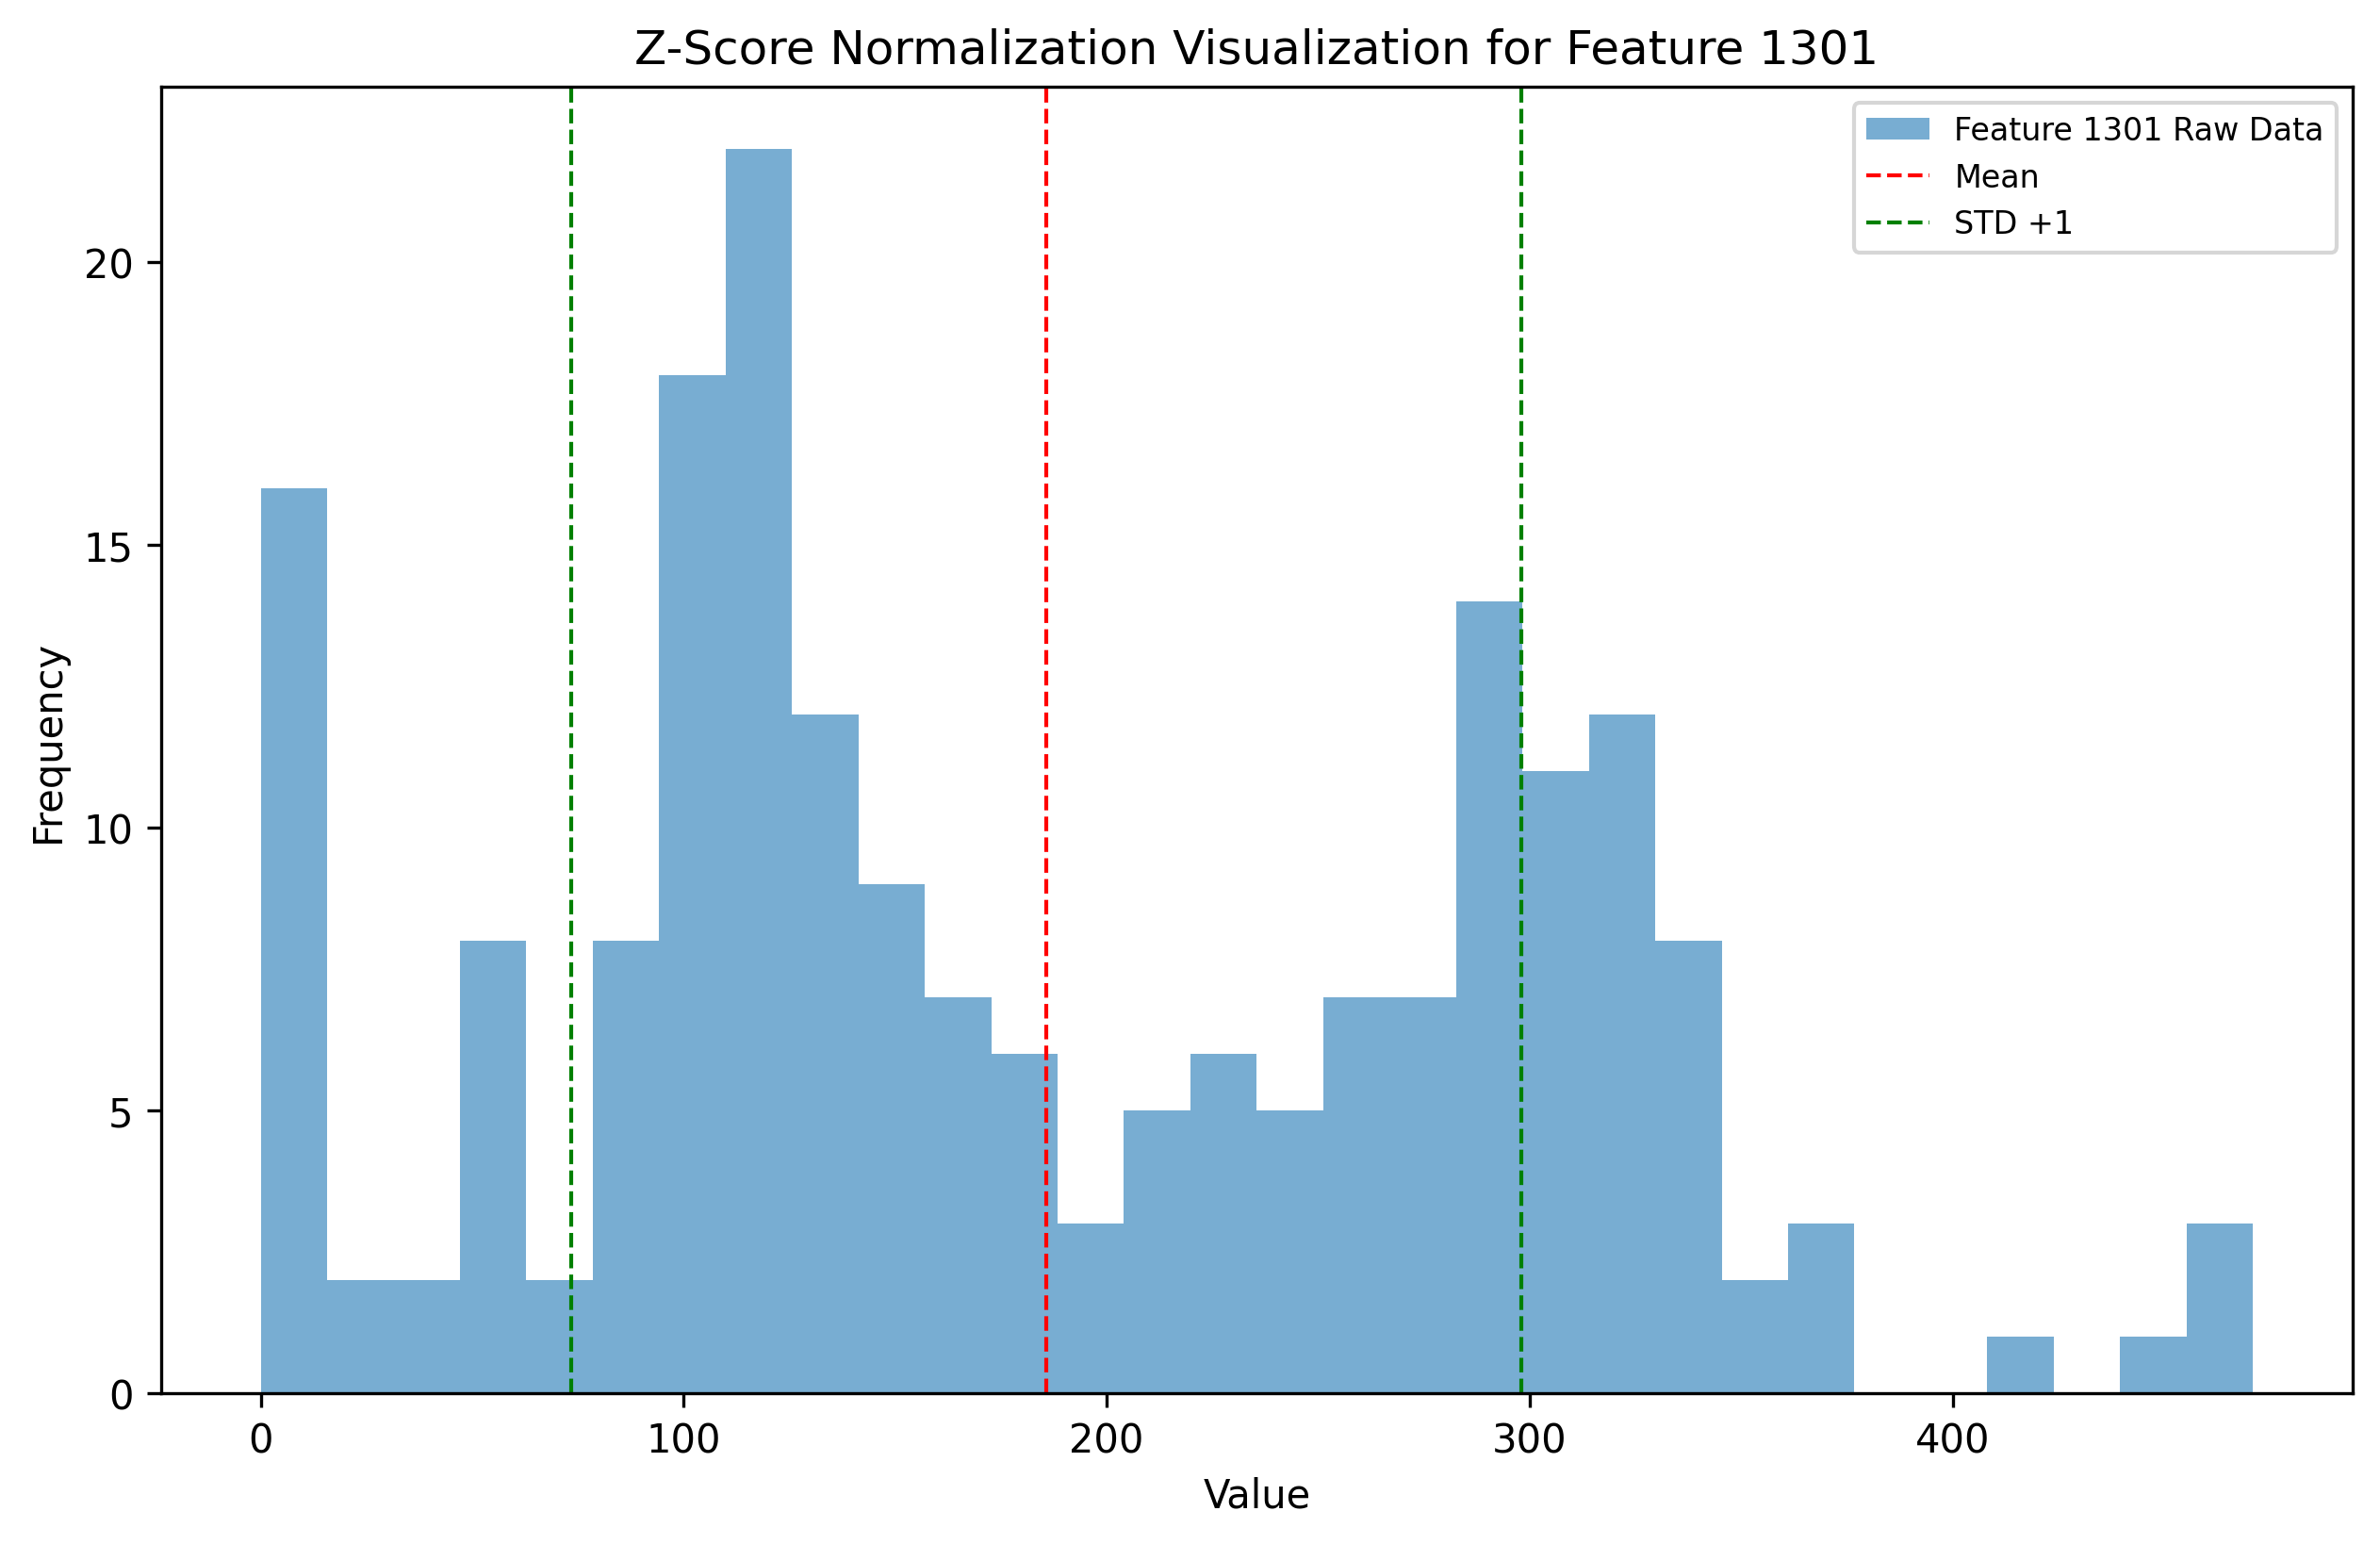 Z-Score Normalization Visualization for Feature 1301
Feature 1301 Raw Data
Mean
STD +1
Frequency
20
15
10
5
0
0 100 200 300 400
Value